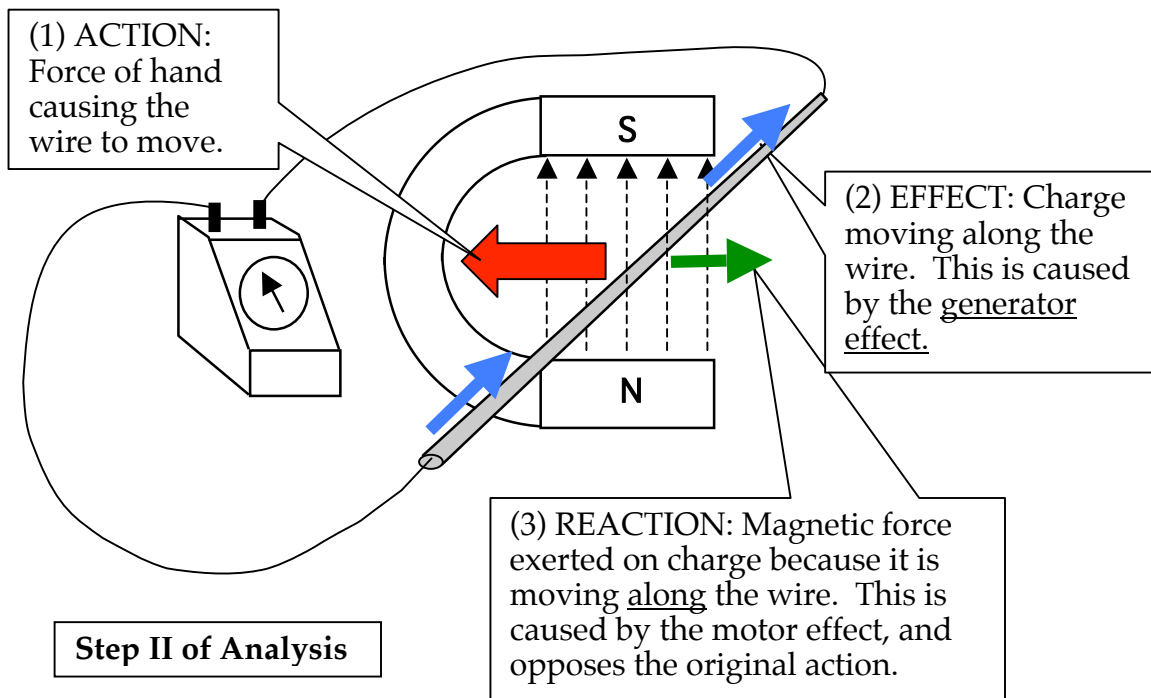 (1) ACTION:
Force of hand
causing the
wire to move.
S
(2) EFFECT: Charge
moving along the
wire.  This is caused
by the generator
effect.
N
(3) REACTION: Magnetic force
exerted on charge because it is
moving along the wire.  This is
caused by the motor effect, and
opposes the original action.
Step II of Analysis